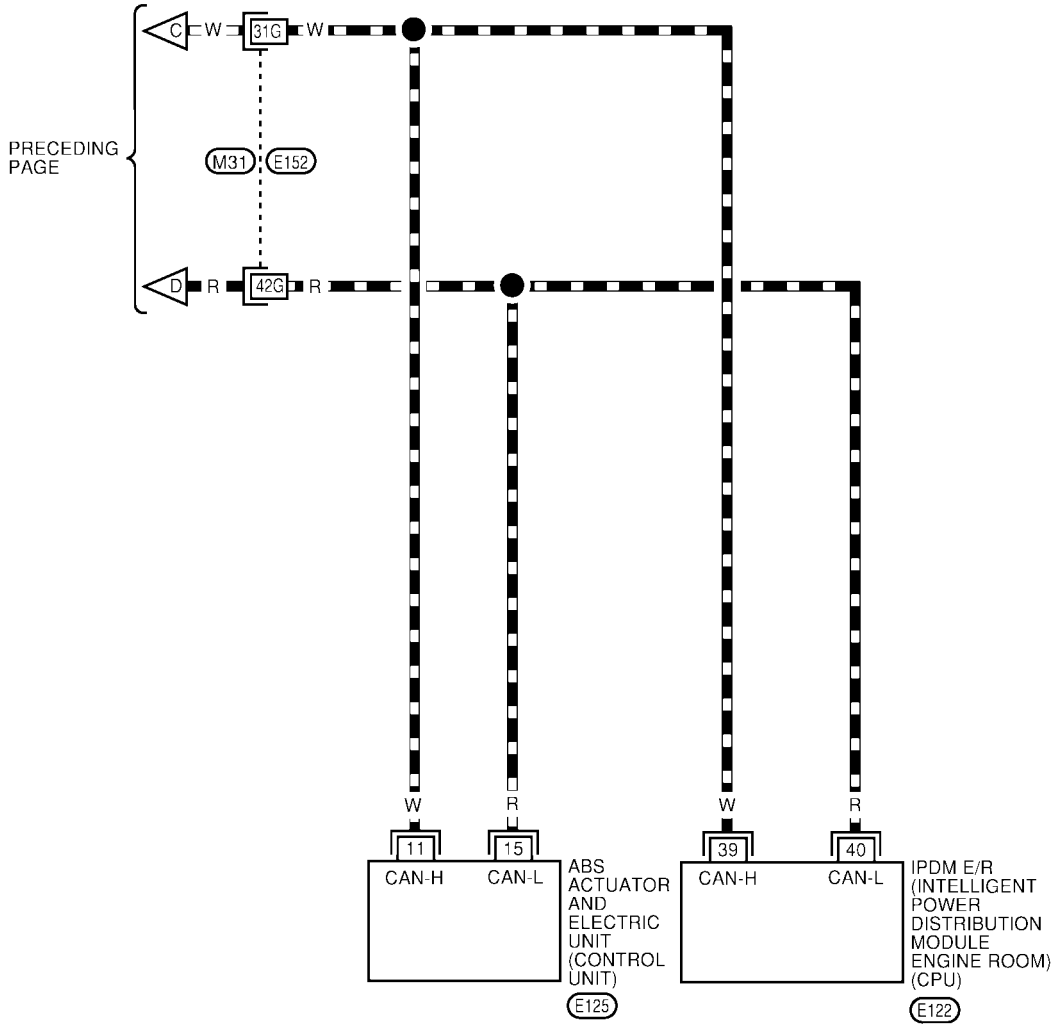 C W 31G W
PRECEDING
PAGE
M31 E152
D R 42G R
W R W R
11 15 39 40
CAN-H CAN-L CAN-H CAN-L
ABS
ACTUATOR
AND
ELECTRIC
UNIT
(CONTROL
UNIT)
E125
IPDM E/R
(INTELLIGENT
POWER
DISTRIBUTION
MODULE
ENGINE ROOM)
(CPU)
E122